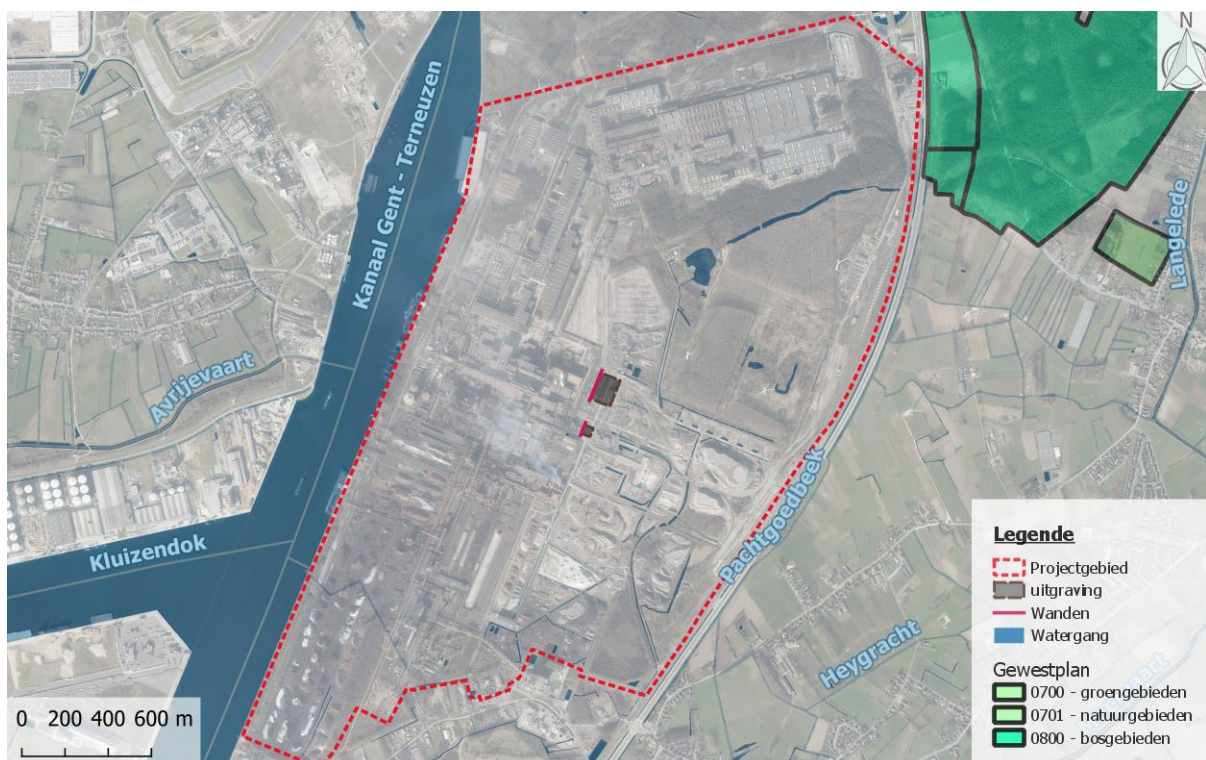 N
Kanaal Gent - Terneuzen
Langelede
Avrijevaart
Pachtgoedbeek
Kluizendok
Heygracht
Legende
Projectgebied
uitgraving
Wanden
Watergang
Gewestplan
0700 - groengebieden
0701 - natuurgebieden
0800 - bosgebieden
0 200 400 600 m